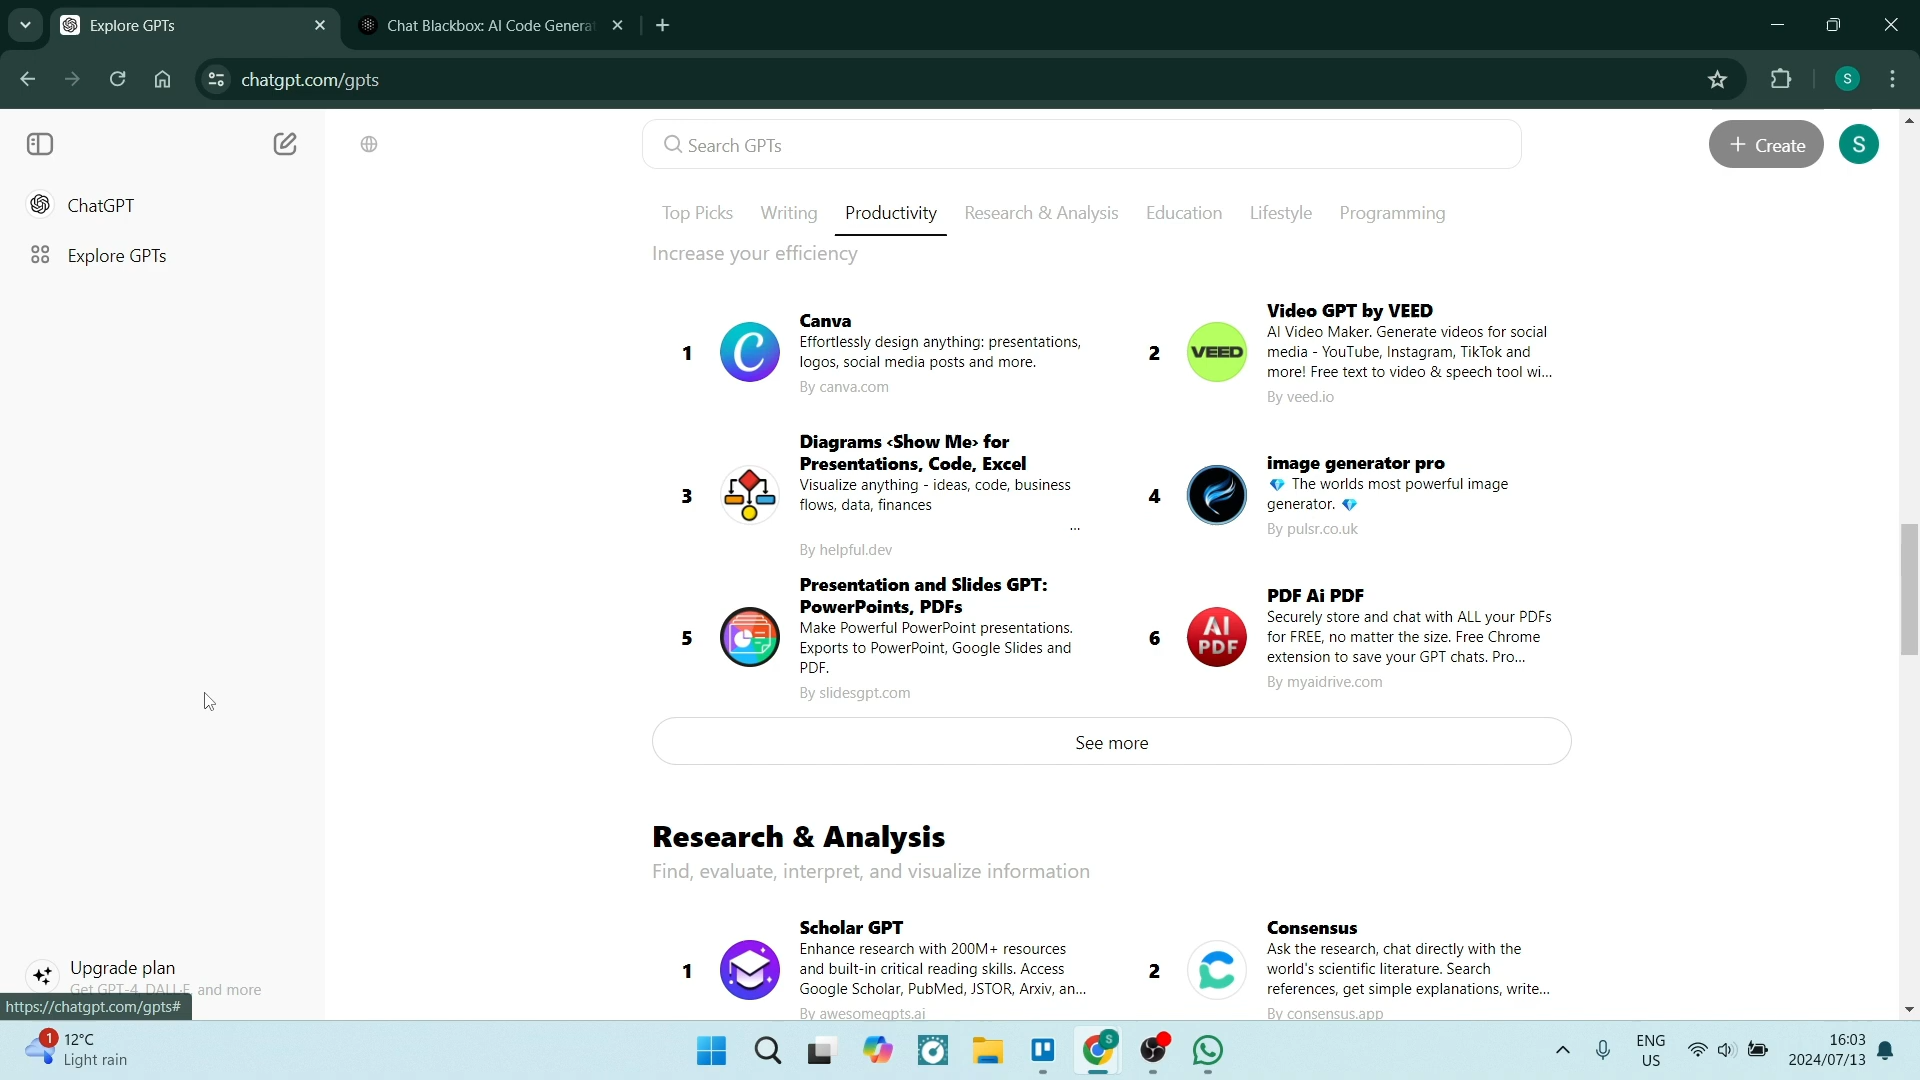 Explore GPTs
Chat Blackbox: AI Code Genera
chatgpt.com/gpts
S
Search GPTs
Create
S
ChatGPT
Explore GPTs
Top Picks
Writing
Productivity
Research & Analysis
Education
Lifestyle
Programming
Increase your efficiency
1
Canva
Effortlessly design anything: presentations,
logos, social media posts and more.
By canva.com
2
VEED
Video GPT by VEED
AI Video Maker. Generate videos for social
media - YouTube, Instagram, TikTok and
more! Free text to video & speech tool wi...
By veed.io
3
Diagrams ‹Show Me› for
Presentations, Code, Excel
Visualize anything - ideas, code, business
flows, data, finances
...
By helpful.dev
4
image generator pro
💎 The worlds most powerful image
generator. 💎
By pulsr.co.uk
5
Presentation and Slides GPT:
PowerPoints, PDFs
Make Powerful PowerPoint presentations.
Exports to PowerPoint, Google Slides and
PDF.
By slidesgpt.com
6
AI
PDF
PDF Ai PDF
Securely store and chat with ALL your PDFs
for FREE, no matter the size. Free Chrome
extension to save your GPT chats. Pro...
By myaidrive.com
See more
Research & Analysis
Find, evaluate, interpret, and visualize information
1
Scholar GPT
Enhance research with 200M+ resources
and built-in critical reading skills. Access
Google Scholar, PubMed, JSTOR, Arxiv, an...
By awesomegpts.ai
2
Consensus
Ask the research, chat directly with the
world's scientific literature. Search
references, get simple explanations, write...
By consensus.app
Upgrade plan
Get GPT-4, DALL·E, and more
https://chatgpt.com/gpts#
1
12°C
Light rain
S
ENG
US
16:03
2024/07/13